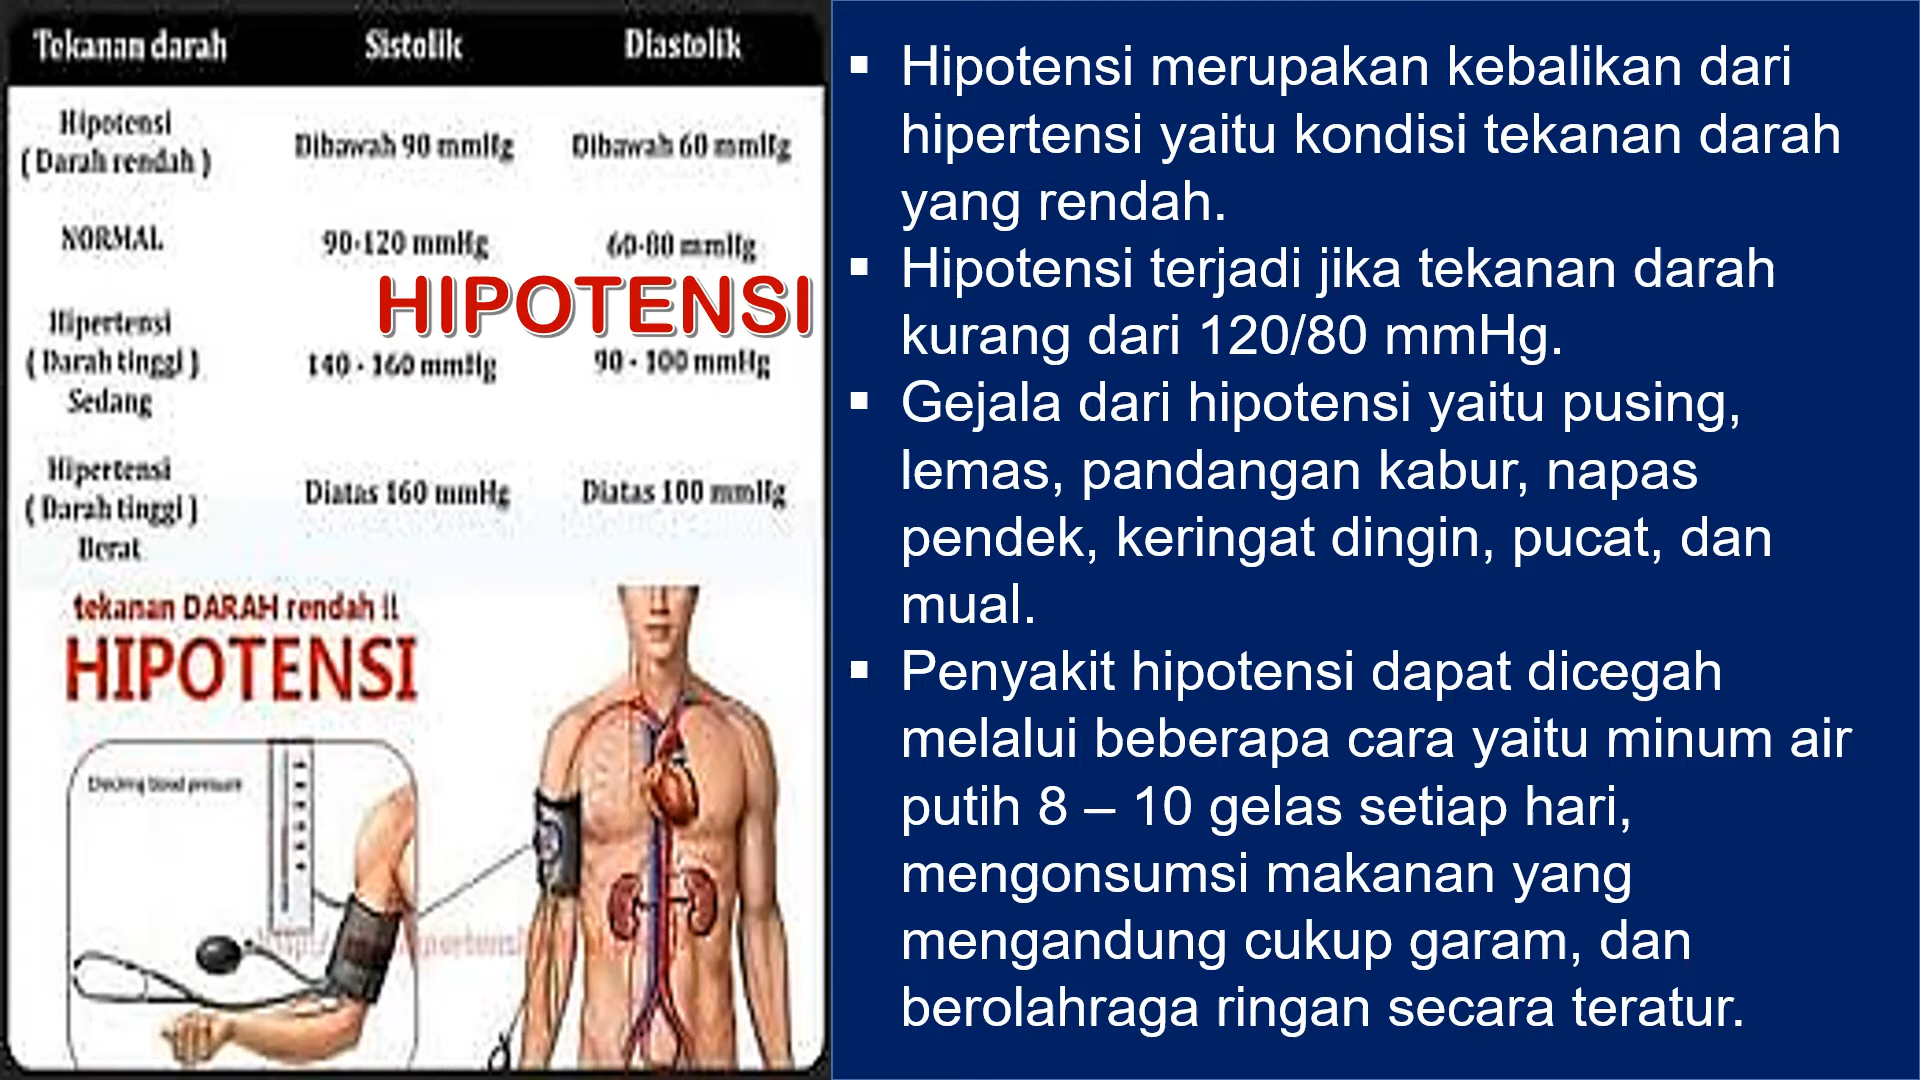 Tekanan darah Sistolik Diastolik
Hipotensi
( Darah rendah )
Dibawah 90 mmHg Dibawah 60 mmHg
NORMAL 90-120 mmHg 60-80 mmHg
HIPOTENSI
Hipertensi
( Darah tinggi )
Sedang
140 - 160 mmHg 90 - 100 mmHg
Hipertensi
( Darah tinggi )
Berat
Diatas 160 mmHg Diatas 100 mmHg
tekanan DARAH rendah !!
HIPOTENSI
Checking blood pressure
▪ Hipotensi merupakan kebalikan dari
hipertensi yaitu kondisi tekanan darah
yang rendah.
▪ Hipotensi terjadi jika tekanan darah
kurang dari 120/80 mmHg.
▪ Gejala dari hipotensi yaitu pusing,
lemas, pandangan kabur, napas
pendek, keringat dingin, pucat, dan
mual.
▪ Penyakit hipotensi dapat dicegah
melalui beberapa cara yaitu minum air
putih 8 – 10 gelas setiap hari,
mengonsumsi makanan yang
mengandung cukup garam, dan
berolahraga ringan secara teratur.